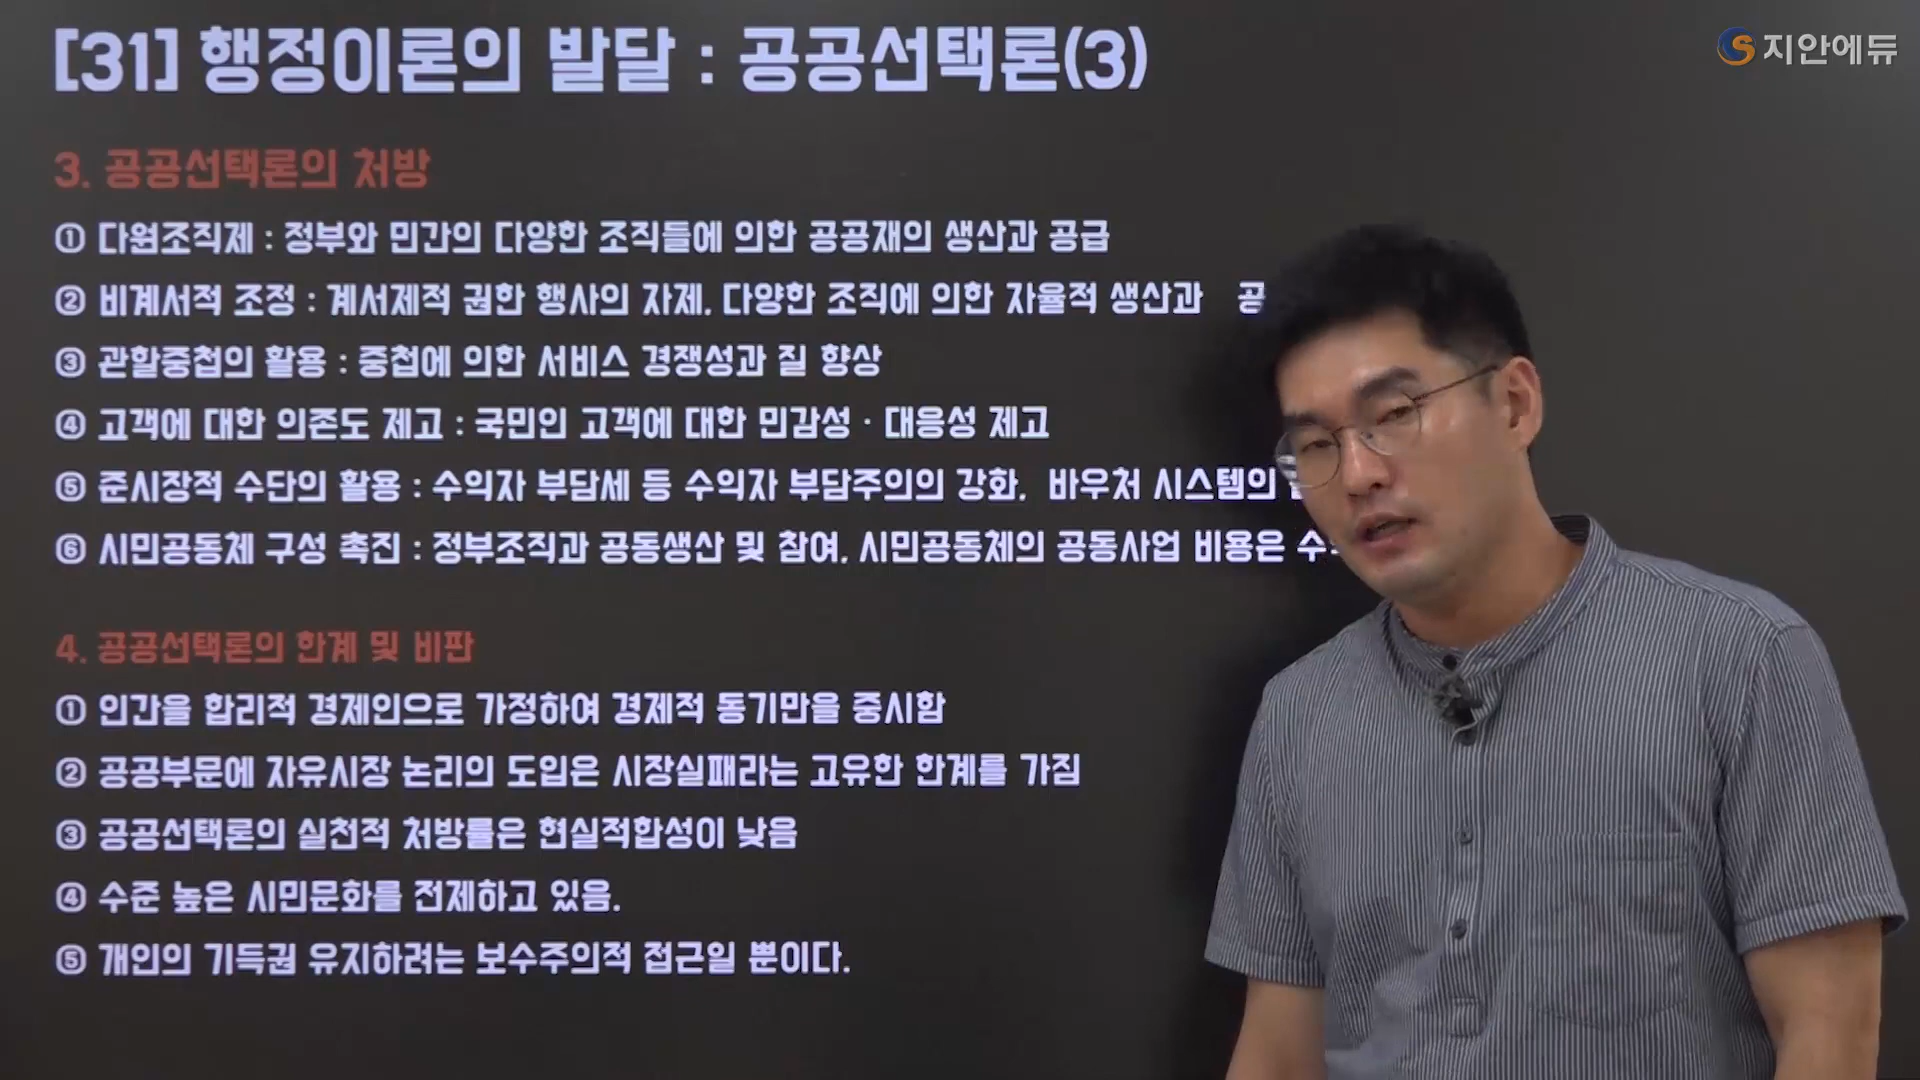 [31] 행정이론의 발달 : 공공선택론(3)
지안에듀
3. 공공선택론의 처방
① 다원조직제 : 정부와 민간의 다양한 조직들에 의한 공공재의 생산과 공급
② 비계서적 조정 : 계서제적 권한 행사의 자제, 다양한 조직에 의한 자율적 생산과
③ 관할중첩의 활용 : 중첩에 의한 서비스 경쟁성과 질 향상
④ 고객에 대한 의존도 제고 : 국민인 고객에 대한 민감성 · 대응성 제고
⑤ 준시장적 수단의 활용 : 수익자 부담세 등 수익자 부담주의의 강화, 바우처 시스템의
⑥ 시민공동체 구성 촉진 : 정부조직과 공동생산 및 참여, 시민공동체의 공동사업 비용은
4. 공공선택론의 한계 및 비판
① 인간을 합리적 경제인으로 가정하여 경제적 동기만을 중시함
② 공공부문에 자유시장 논리의 도입은 시장실패라는 고유한 한계를 가짐
③ 공공선택론의 실천적 처방률은 현실적합성이 낮음
④ 수준 높은 시민문화를 전제하고 있음.
⑤ 개인의 기득권 유지하려는 보수주의적 접근일 뿐이다.